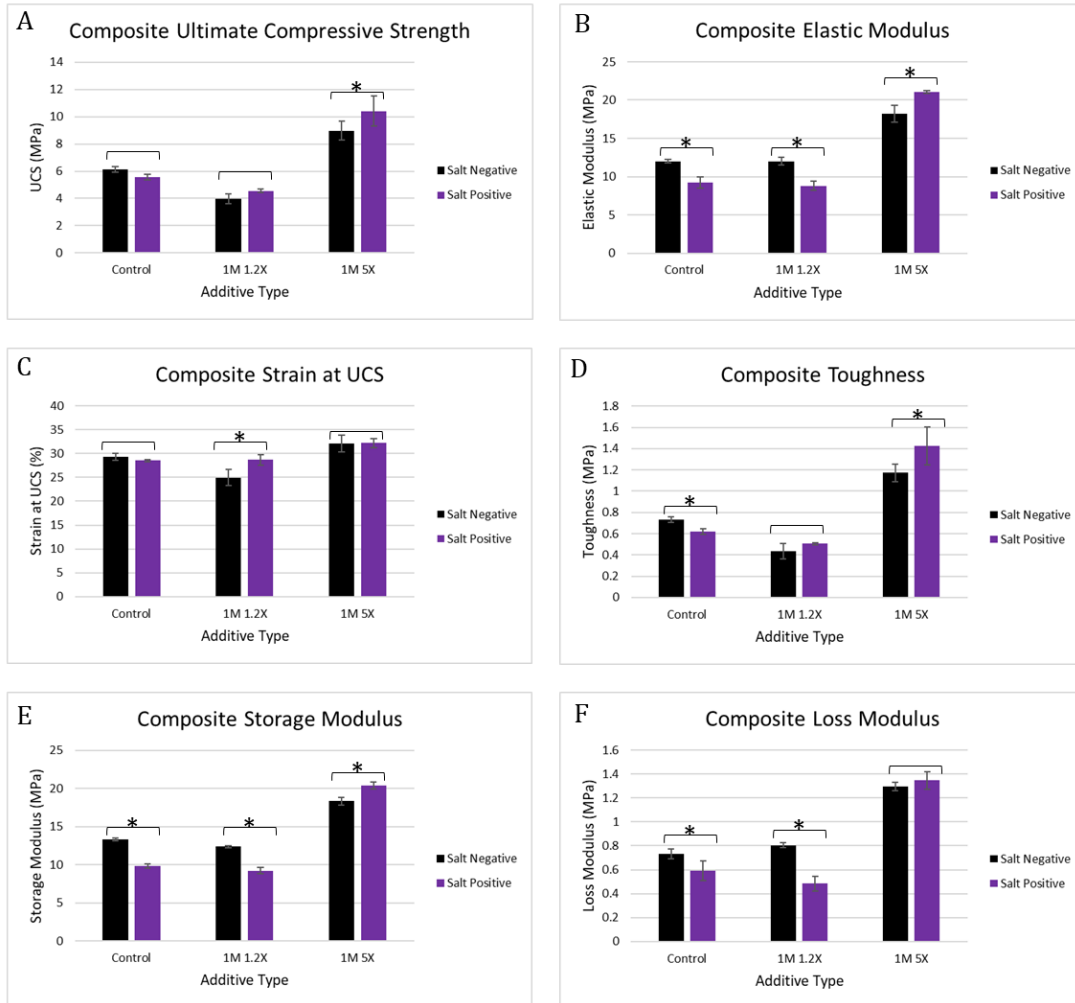 A
Composite Ultimate Compressive Strength
14
12
10
8
6
4
2
0
UCS (MPa)
*
Control
1M 1.2X
1M 5X
Additive Type
Salt Negative
Salt Positive
B
Composite Elastic Modulus
25
20
15
10
5
0
Elastic Modulus (MPa)
*
*
*
Control
1M 1.2X
1M 5X
Additive Type
Salt Negative
Salt Positive
C
Composite Strain at UCS
40
35
30
25
20
15
10
5
0
Strain at UCS (%)
*
Control
1M 1.2X
1M 5X
Additive Type
Salt Negative
Salt Positive
D
Composite Toughness
1.8
1.6
1.4
1.2
1
0.8
0.6
0.4
0.2
0
Toughness (MPa)
*
*
Control
1M 1.2X
1M 5X
Additive Type
Salt Negative
Salt Positive
E
Composite Storage Modulus
25
20
15
10
5
0
Storage Modulus (MPa)
*
*
*
Control
1M 1.2X
1M 5X
Additive Type
Salt Negative
Salt Positive
F
Composite Loss Modulus
1.6
1.4
1.2
1
0.8
0.6
0.4
0.2
0
Loss Modulus (MPa)
*
*
Control
1M 1.2X
1M 5X
Additive Type
Salt Negative
Salt Positive